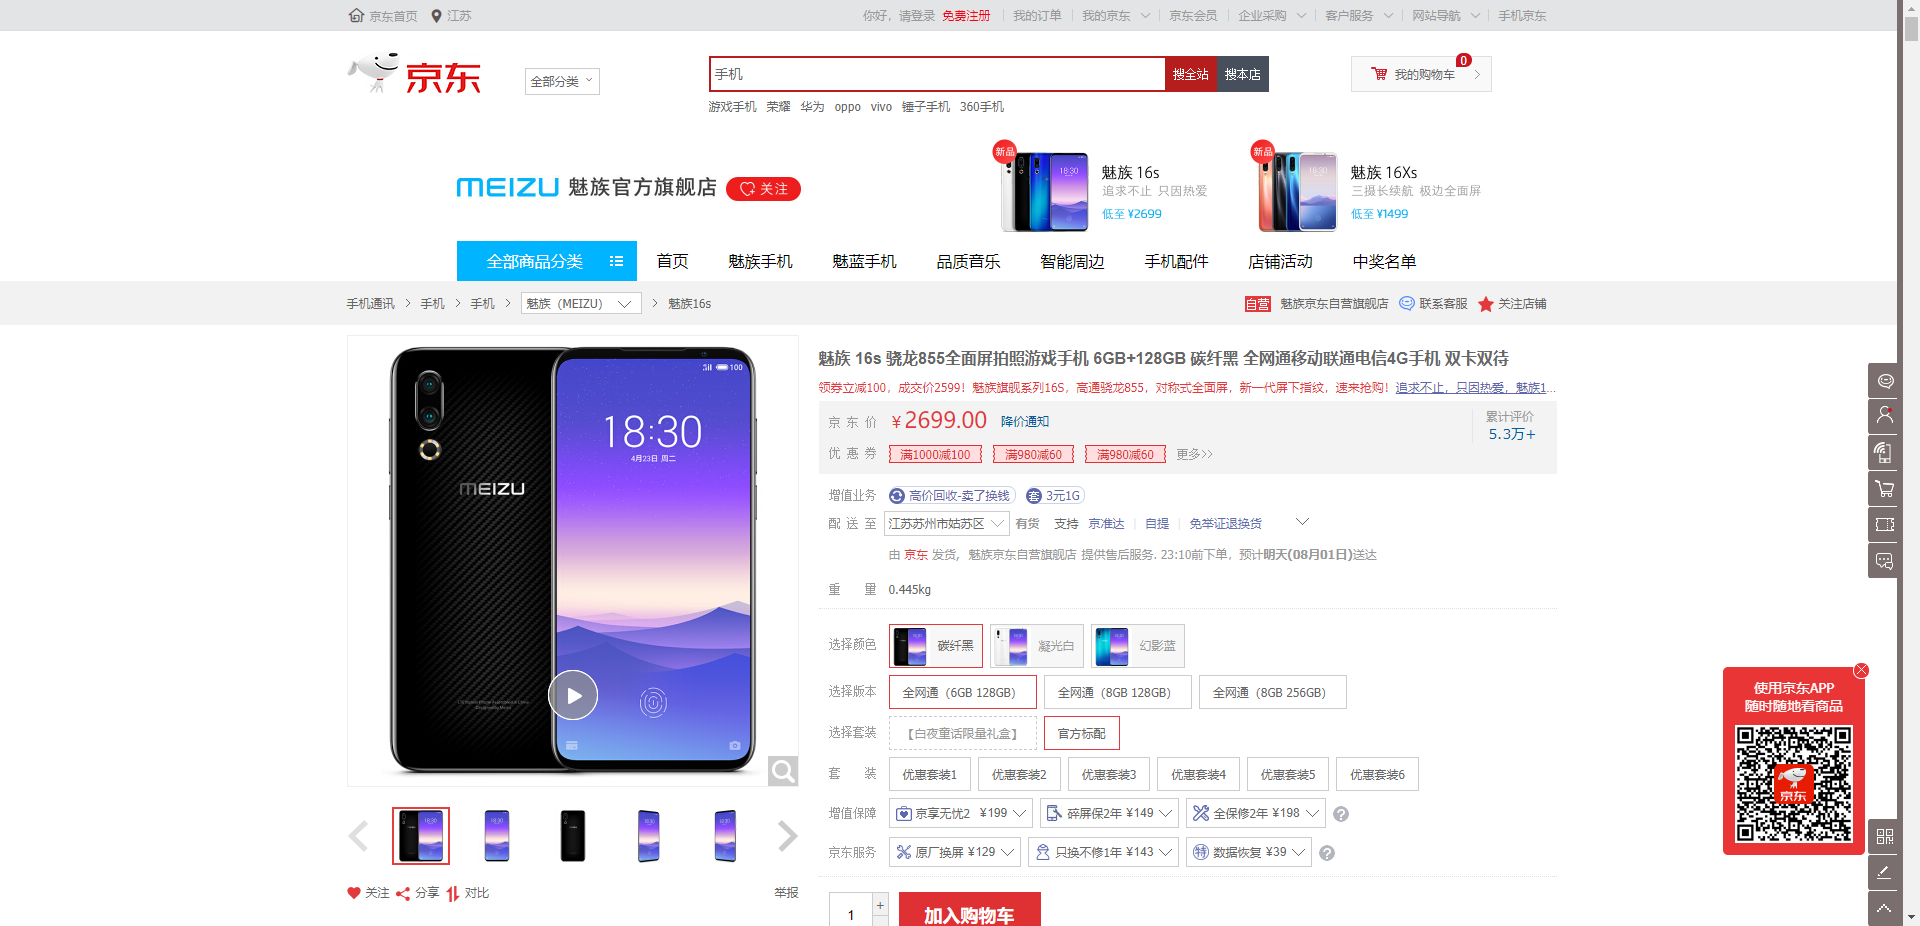 京东首页 江苏 你好，请登录 免费注册 我的订单 我的京东 京东会员 企业采购 客户服务 网站导航 手机京东
京东 全部分类 手机 搜全站 搜本店 我的购物车 0
游戏手机 荣耀 华为 oppo vivo 锤子手机 360手机
MEIZU 魅族官方旗舰店 关注
新品 魅族 16s
追求不止 只因热爱
低至 ¥2699
新品 魅族 16Xs
三摄长续航 极边全面屏
低至 ¥1499
全部商品分类 首页 魅族手机 魅蓝手机 品质音乐 智能周边 手机配件 店铺活动 中奖名单
手机通讯 > 手机 > 手机 > 魅族（MEIZU） > 魅族16s 自营 魅族京东自营旗舰店 联系客服 关注店铺
魅族 16s 骁龙855全面屏拍照游戏手机 6GB+128GB 碳纤黑 全网通移动联通电信4G手机 双卡双待
领券立减100，成交价2599！魅族旗舰系列16S，高通骁龙855，对称式全面屏，新一代屏下指纹，速来抢购！追求不止，只因热爱，魅族1...
京东价 ¥2699.00 降价通知 累计评价
5.3万+
优惠券 满1000减100 满980减60 满980减60 更多>>
增值业务 高价回收-卖了换钱 套 3元1G
配送至 江苏苏州市姑苏区 有货 支持 京准达 自提 免举证退换货
由 京东 发货，魅族京东自营旗舰店 提供售后服务. 23:10前下单，预计明天(08月01日)送达
重量 0.445kg
选择颜色 碳纤黑 凝光白 幻影蓝
选择版本 全网通（6GB 128GB） 全网通（8GB 128GB） 全网通（8GB 256GB）
选择套装 【白夜童话限量礼盒】 官方标配
套装 优惠套装1 优惠套装2 优惠套装3 优惠套装4 优惠套装5 优惠套装6
增值保障 京享无忧2 ¥199 碎屏保2年 ¥149 全保修2年 ¥198 ?
京东服务 原厂换屏 ¥129 只换不修1年 ¥143 特 数据恢复 ¥39 ?
1 + 加入购物车
100
18:30
4月23日 周二
MEIZU
关注 分享 对比 举报
使用京东APP
随时随地看商品
京东